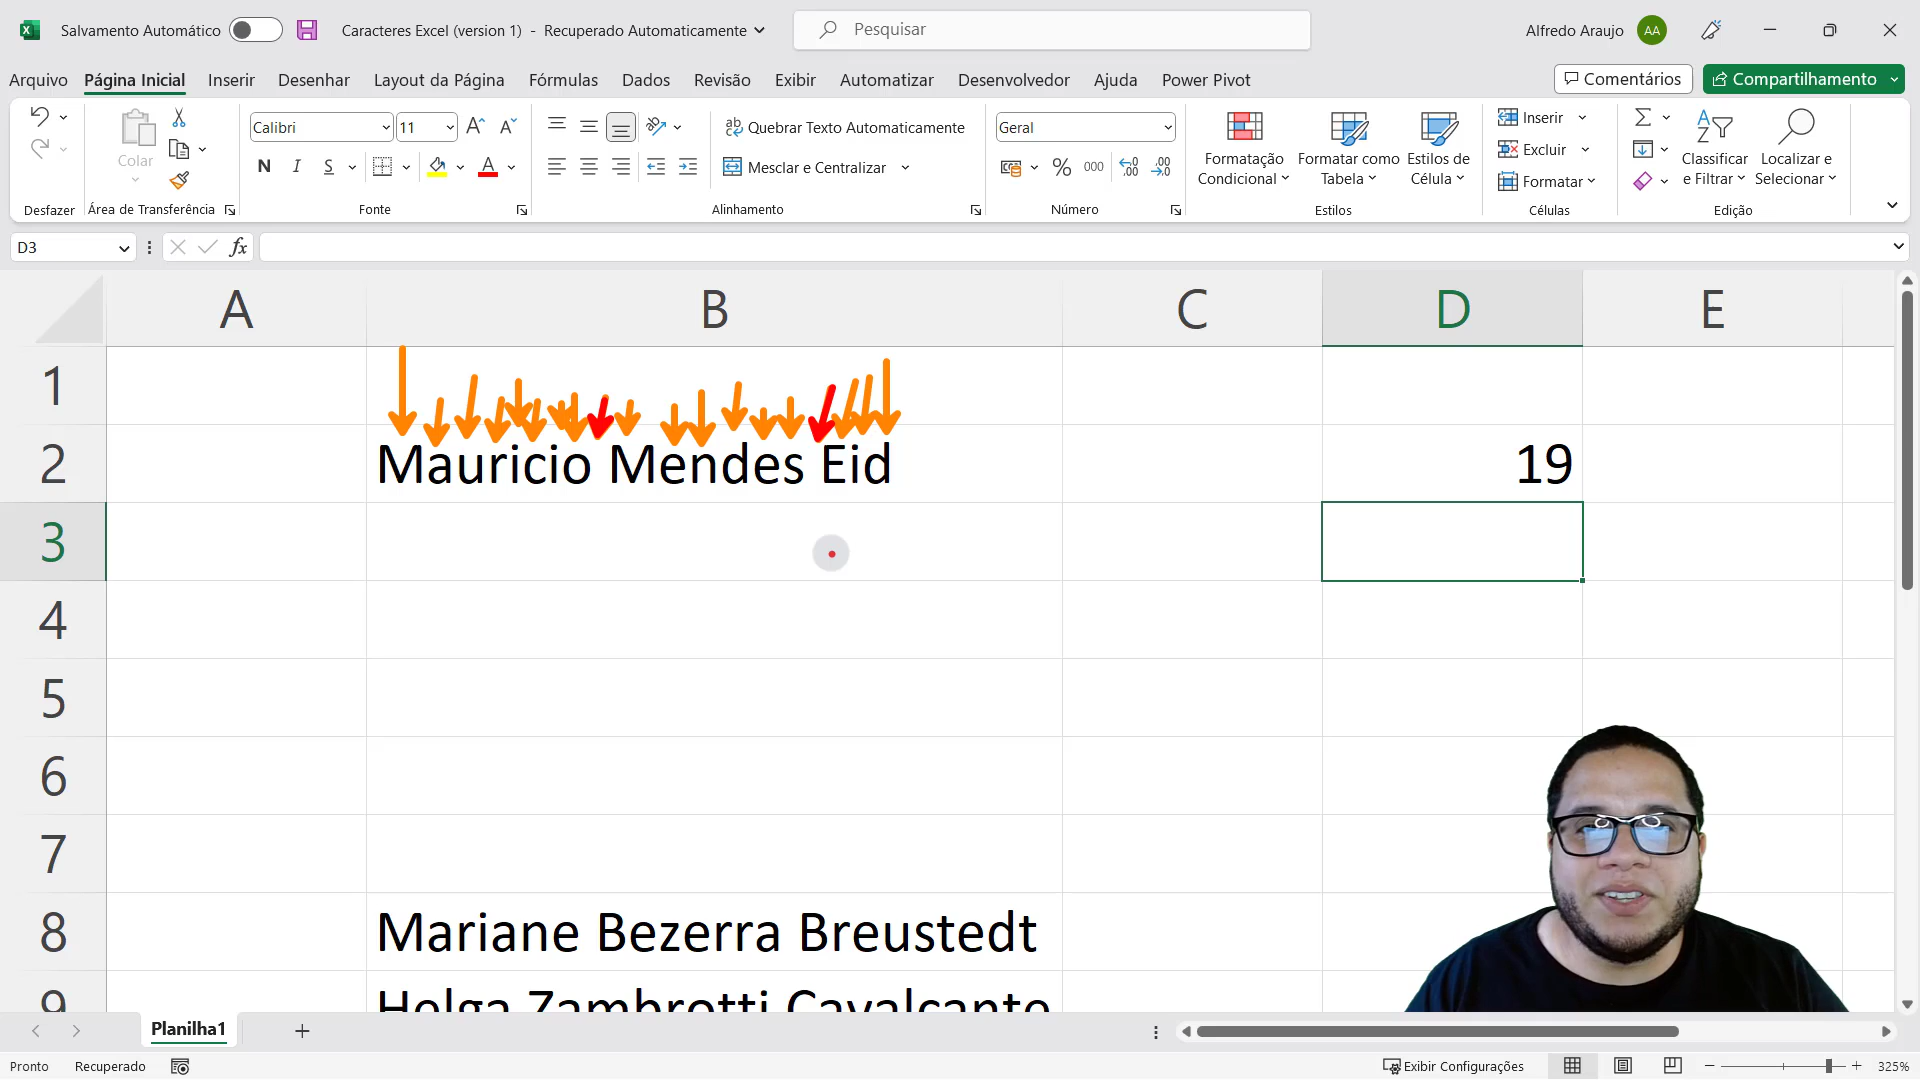 Salvamento Automático
Caracteres Excel (version 1) - Recuperado Automaticamente
Pesquisar
Alfredo Araujo
AA
Arquivo Página Inicial Inserir Desenhar Layout da Página Fórmulas Dados Revisão Exibir Automatizar Desenvolvedor Ajuda Power Pivot
Comentários
Compartilhamento
Desfazer
Colar
Área de Transferência
Calibri
11
N I S
Fonte
Quebrar Texto Automaticamente
Mesclar e Centralizar
Alinhamento
Geral
% 000
Número
Formatação Condicional
Formatar como Tabela
Estilos de Célula
Estilos
Inserir
Excluir
Formatar
Células
Classificar e Filtrar
Localizar e Selecionar
Edição
D3
fx
A B C D E
1
2 Mauricio Mendes Eid 19
3
4
5
6
7
8 Mariane Bezerra Breustedt
9 Helga Zambrotti Cavalcante
Planilha1
Pronto
Recuperado
Exibir Configurações
325%